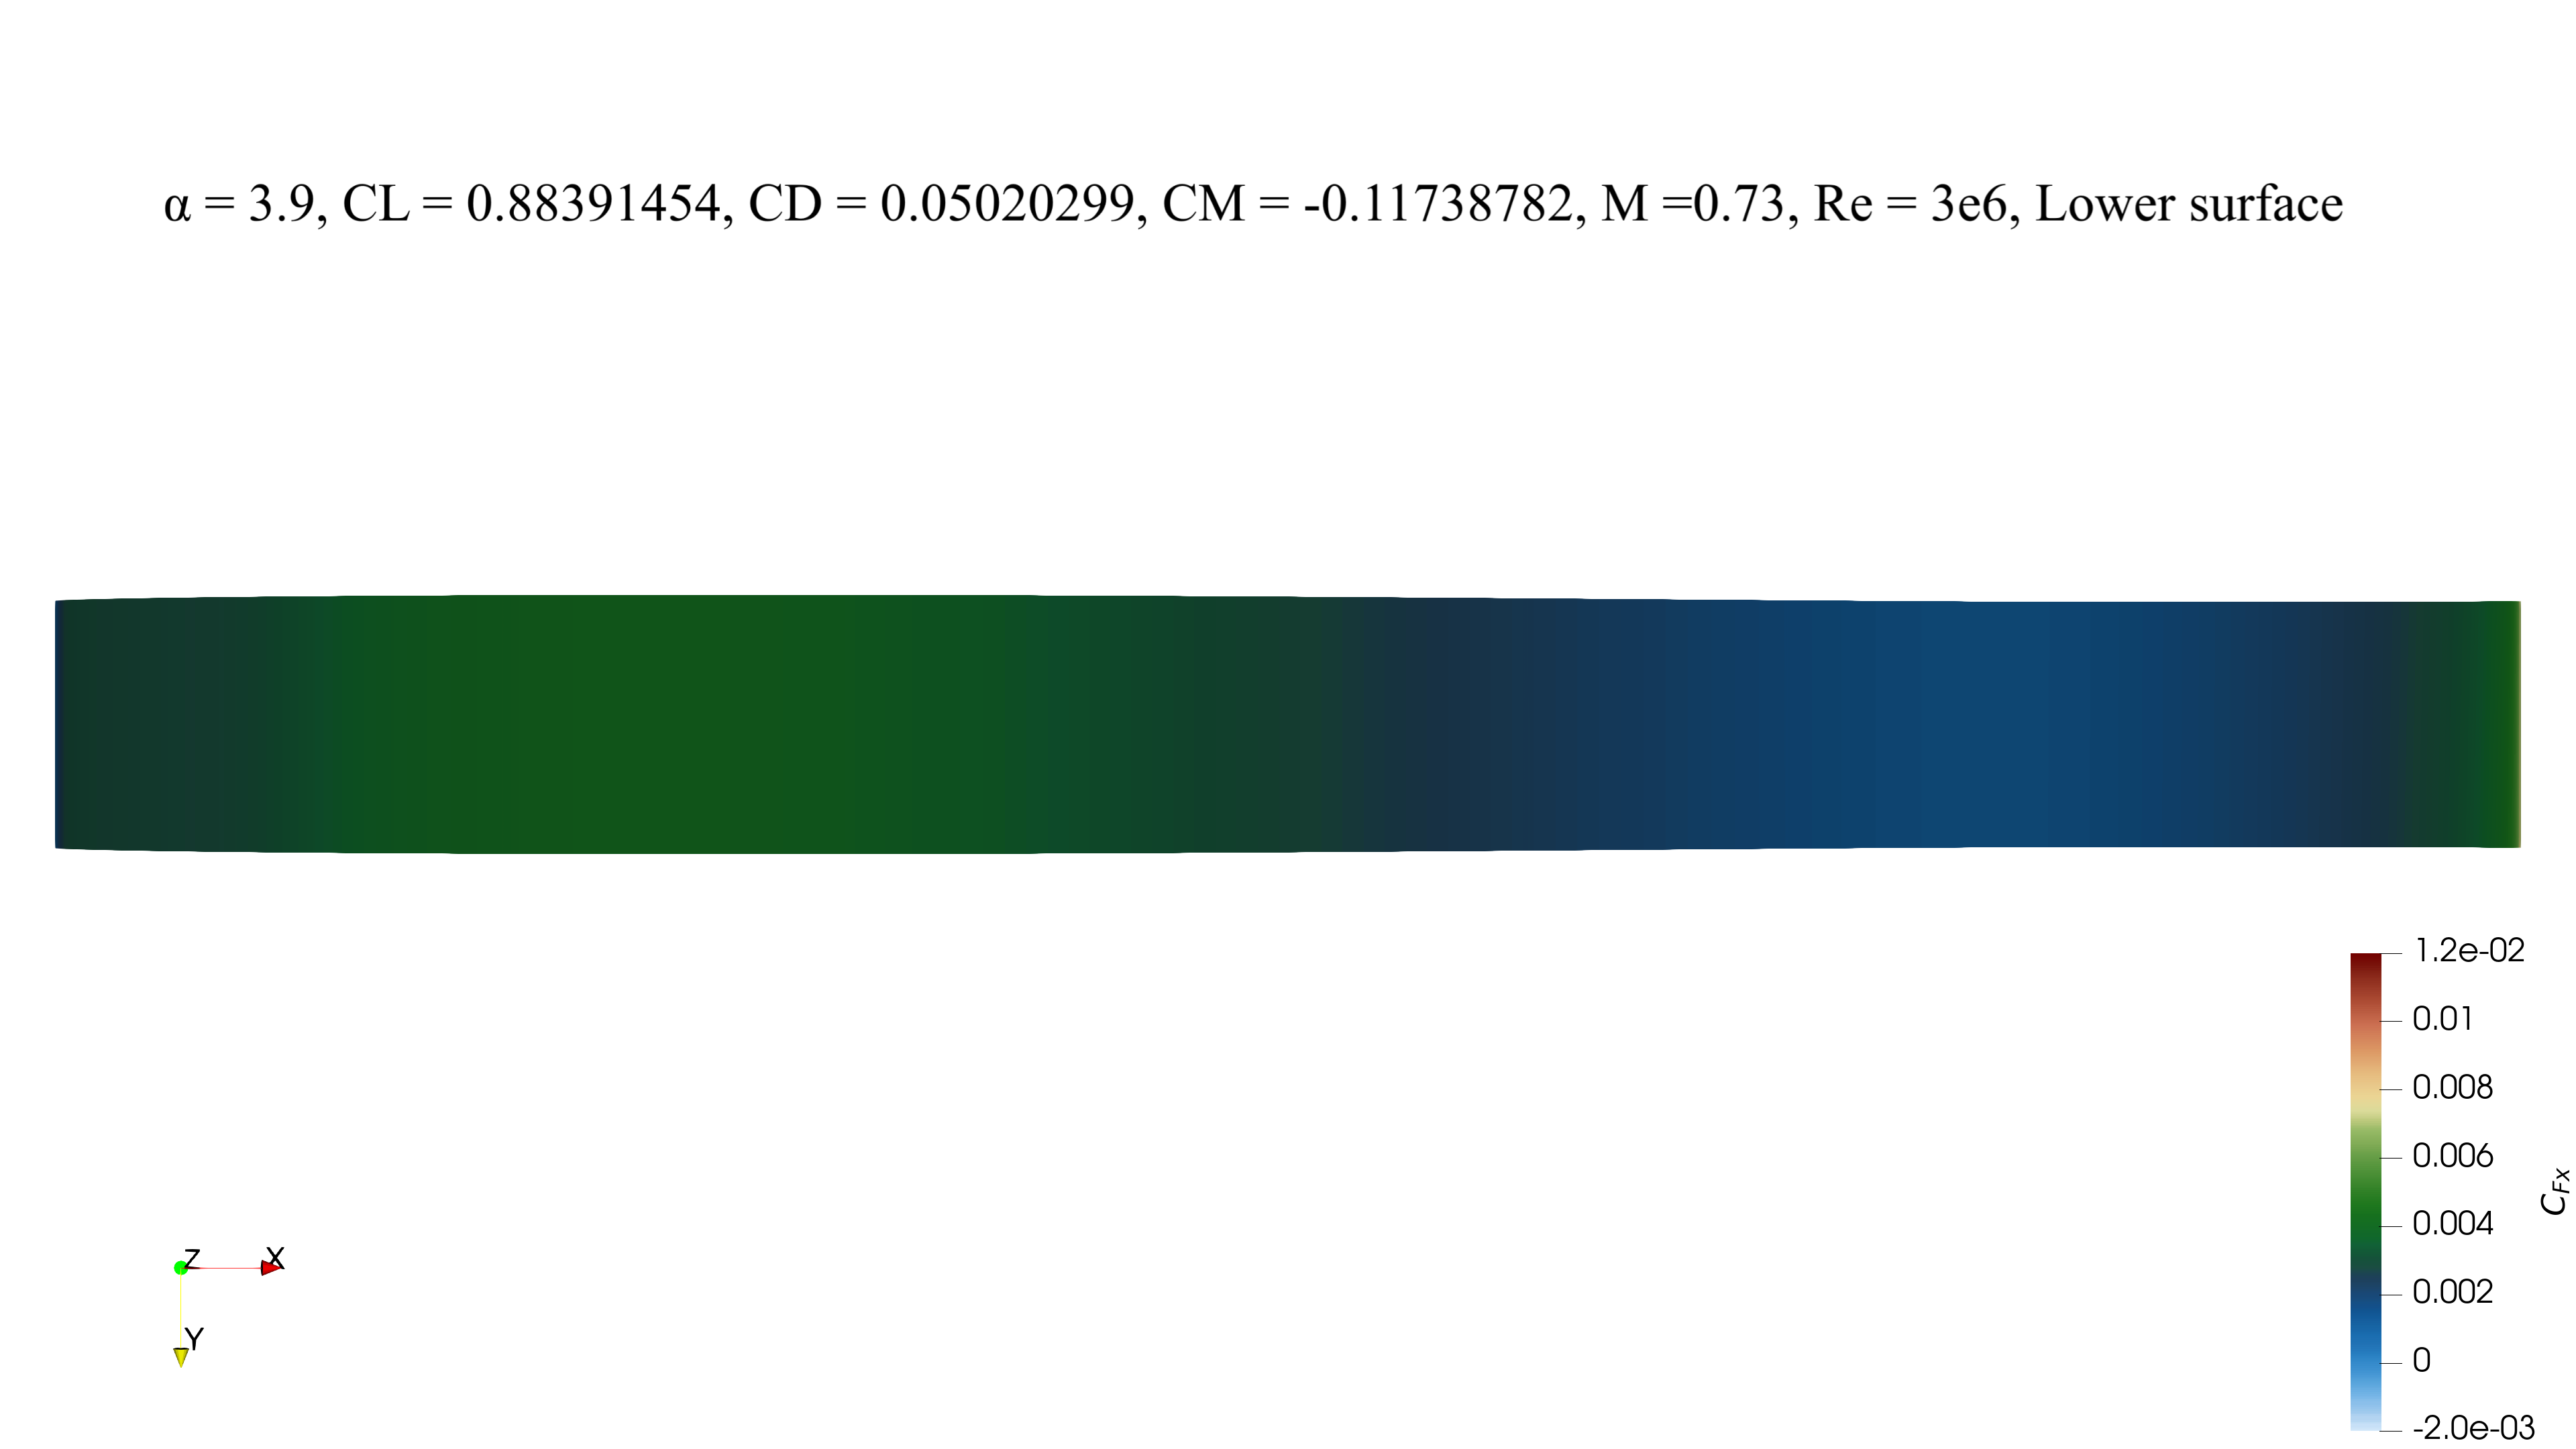 α = 3.9, CL = 0.88391454, CD = 0.05020299, CM = -0.11738782, M =0.73, Re = 3e6, Lower surface
1.2e-02
0.01
0.008
0.006
0.004
0.002
0
-2.0e-03
C_Fx
Z
X
Y